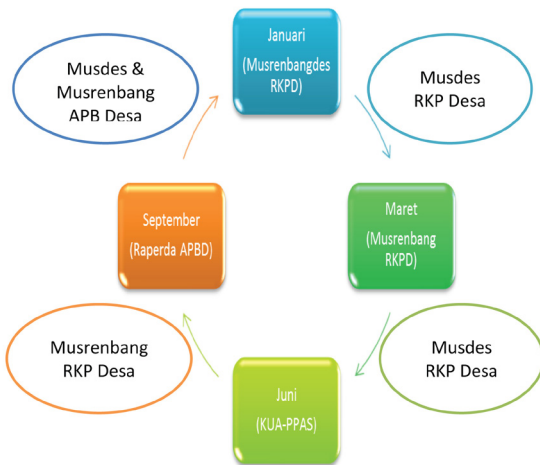 Januari
(Musrenbangdes
RKPD)
Musdes &
Musrenbang
APB Desa
Musdes
RKP Desa
September
(Raperda APBD)
Maret
(Musrenbang
RKPD)
Musrenbang
RKP Desa
Musdes
RKP Desa
Juni
(KUA-PPAS)